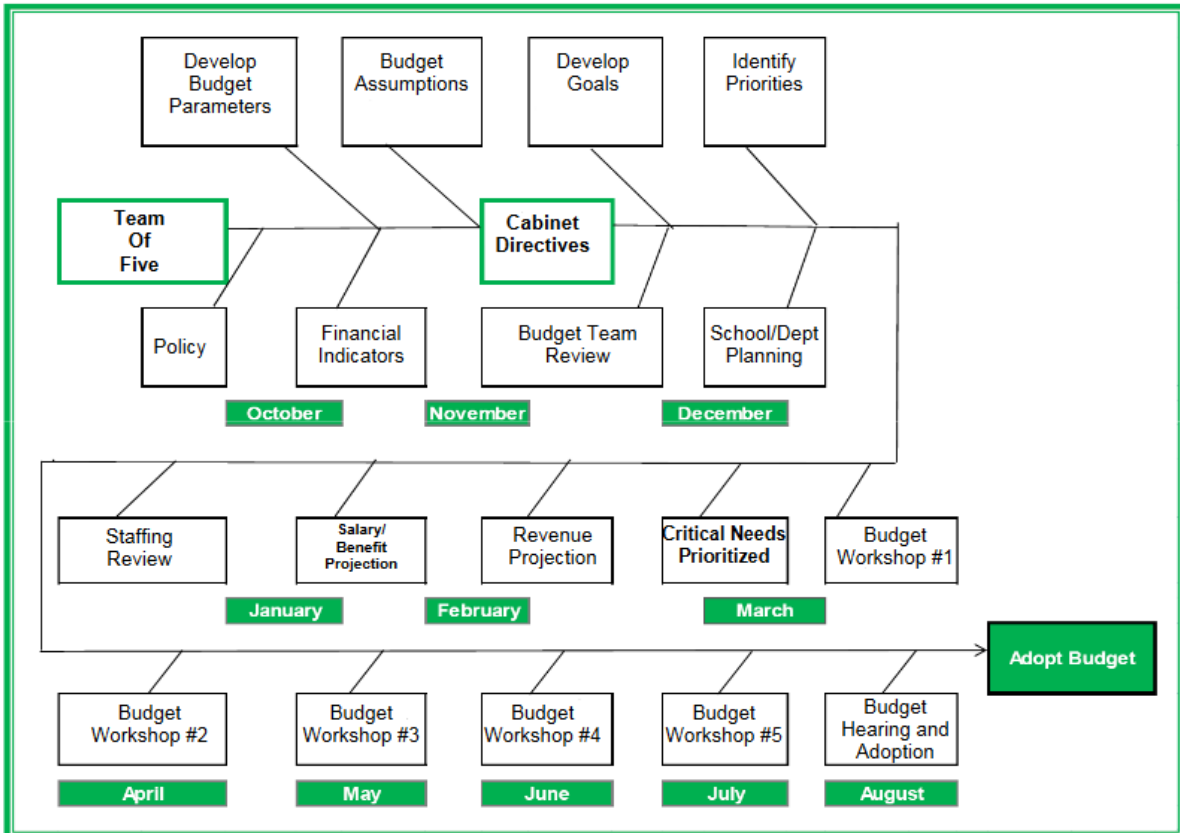 Develop
Budget
Parameters
Budget
Assumptions
Develop
Goals
Identify
Priorities
Team
Of
Five
Cabinet
Directives
Policy
Financial
Indicators
Budget Team
Review
School/Dept
Planning
October
November
December
Staffing
Review
Salary/
Benefit
Projection
Revenue
Projection
Critical Needs
Prioritized
Budget
Workshop #1
January
February
March
Adopt Budget
Budget
Workshop #2
Budget
Workshop #3
Budget
Workshop #4
Budget
Workshop #5
Budget
Hearing and
Adoption
April
May
June
July
August